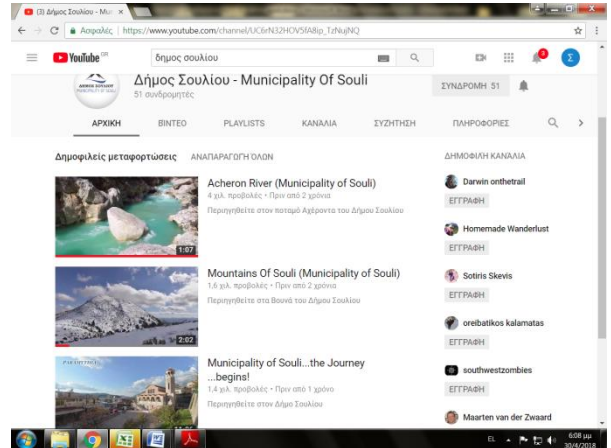 (3) Δήμος Σουλίου - Mun
Ασφαλές https://www.youtube.com/channel/UC6rN32HOV5fA8ip_TzNujNQ
YouTube GR
δημος σουλίου
3
Σ
Δήμος Σουλίου - Municipality Of Souli
51 συνδρομητές
ΣΥΝΔΡΟΜΗ 51
ΑΡΧΙΚΗ ΒΙΝΤΕΟ PLAYLISTS ΚΑΝΑΛΙΑ ΣΥΖΗΤΗΣΗ ΠΛΗΡΟΦΟΡΙΕΣ
Δημοφιλείς μεταφορτώσεις ΑΝΑΠΑΡΑΓΩΓΗ ΌΛΩΝ
ΔΗΜΟΦΙΛΗ ΚΑΝΑΛΙΑ
Acheron River (Municipality of Souli)
4 χιλ. προβολές • Πριν από 2 χρόνια
Περιηγηθείτε στον ποταμό Αχέροντα του Δήμου Σουλίου
1:07
Mountains Of Souli (Municipality of Souli)
1,6 χιλ. προβολές • Πριν από 2 χρόνια
Περιηγηθείτε στα Βουνά του Δήμου Σουλίου
2:02
Municipality of Souli...the Journey
...begins!
1,4 χιλ. προβολές • Πριν από 1 χρόνο
Περιηγηθείτε στον Δήμο Σουλίου
Darwin onthetrail
ΕΓΓΡΑΦΗ
Homemade Wanderlust
ΕΓΓΡΑΦΗ
Sotiris Skevis
ΕΓΓΡΑΦΗ
oreibatikos kalamatas
ΕΓΓΡΑΦΗ
southwestzombies
ΕΓΓΡΑΦΗ
Maarten van der Zwaard
EL
6:08 μμ
30/4/2018